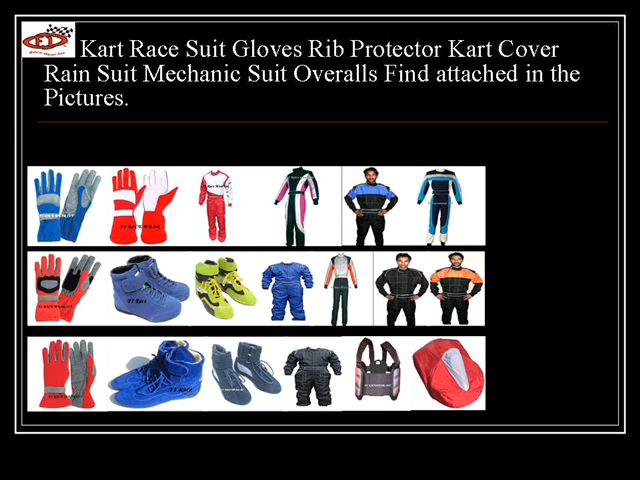 Kart Race Suit Gloves Rib Protector Kart Cover
Rain Suit Mechanic Suit Overalls Find attached in the
Pictures.